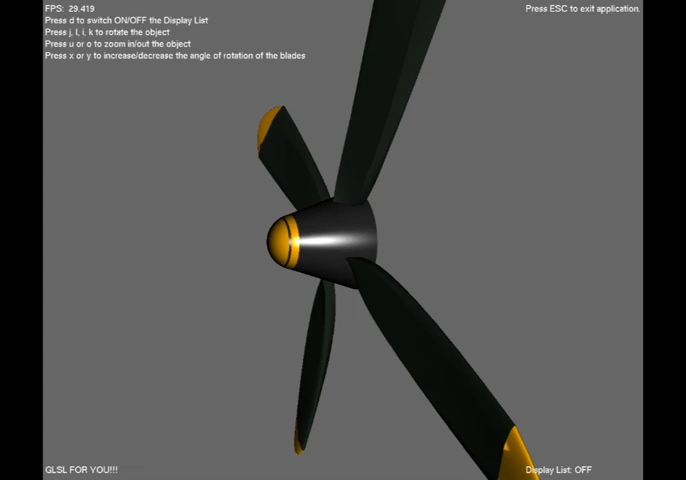 FPS: 29.419
Press ESC to exit application.
Press d to switch ON/OFF the Display List
Press j, l, i, k to rotate the object
Press u or o to zoom in/out the object
Press x or y to increase/decrease the angle of rotation of the blades
GLSL FOR YOU!!!
Display List: OFF